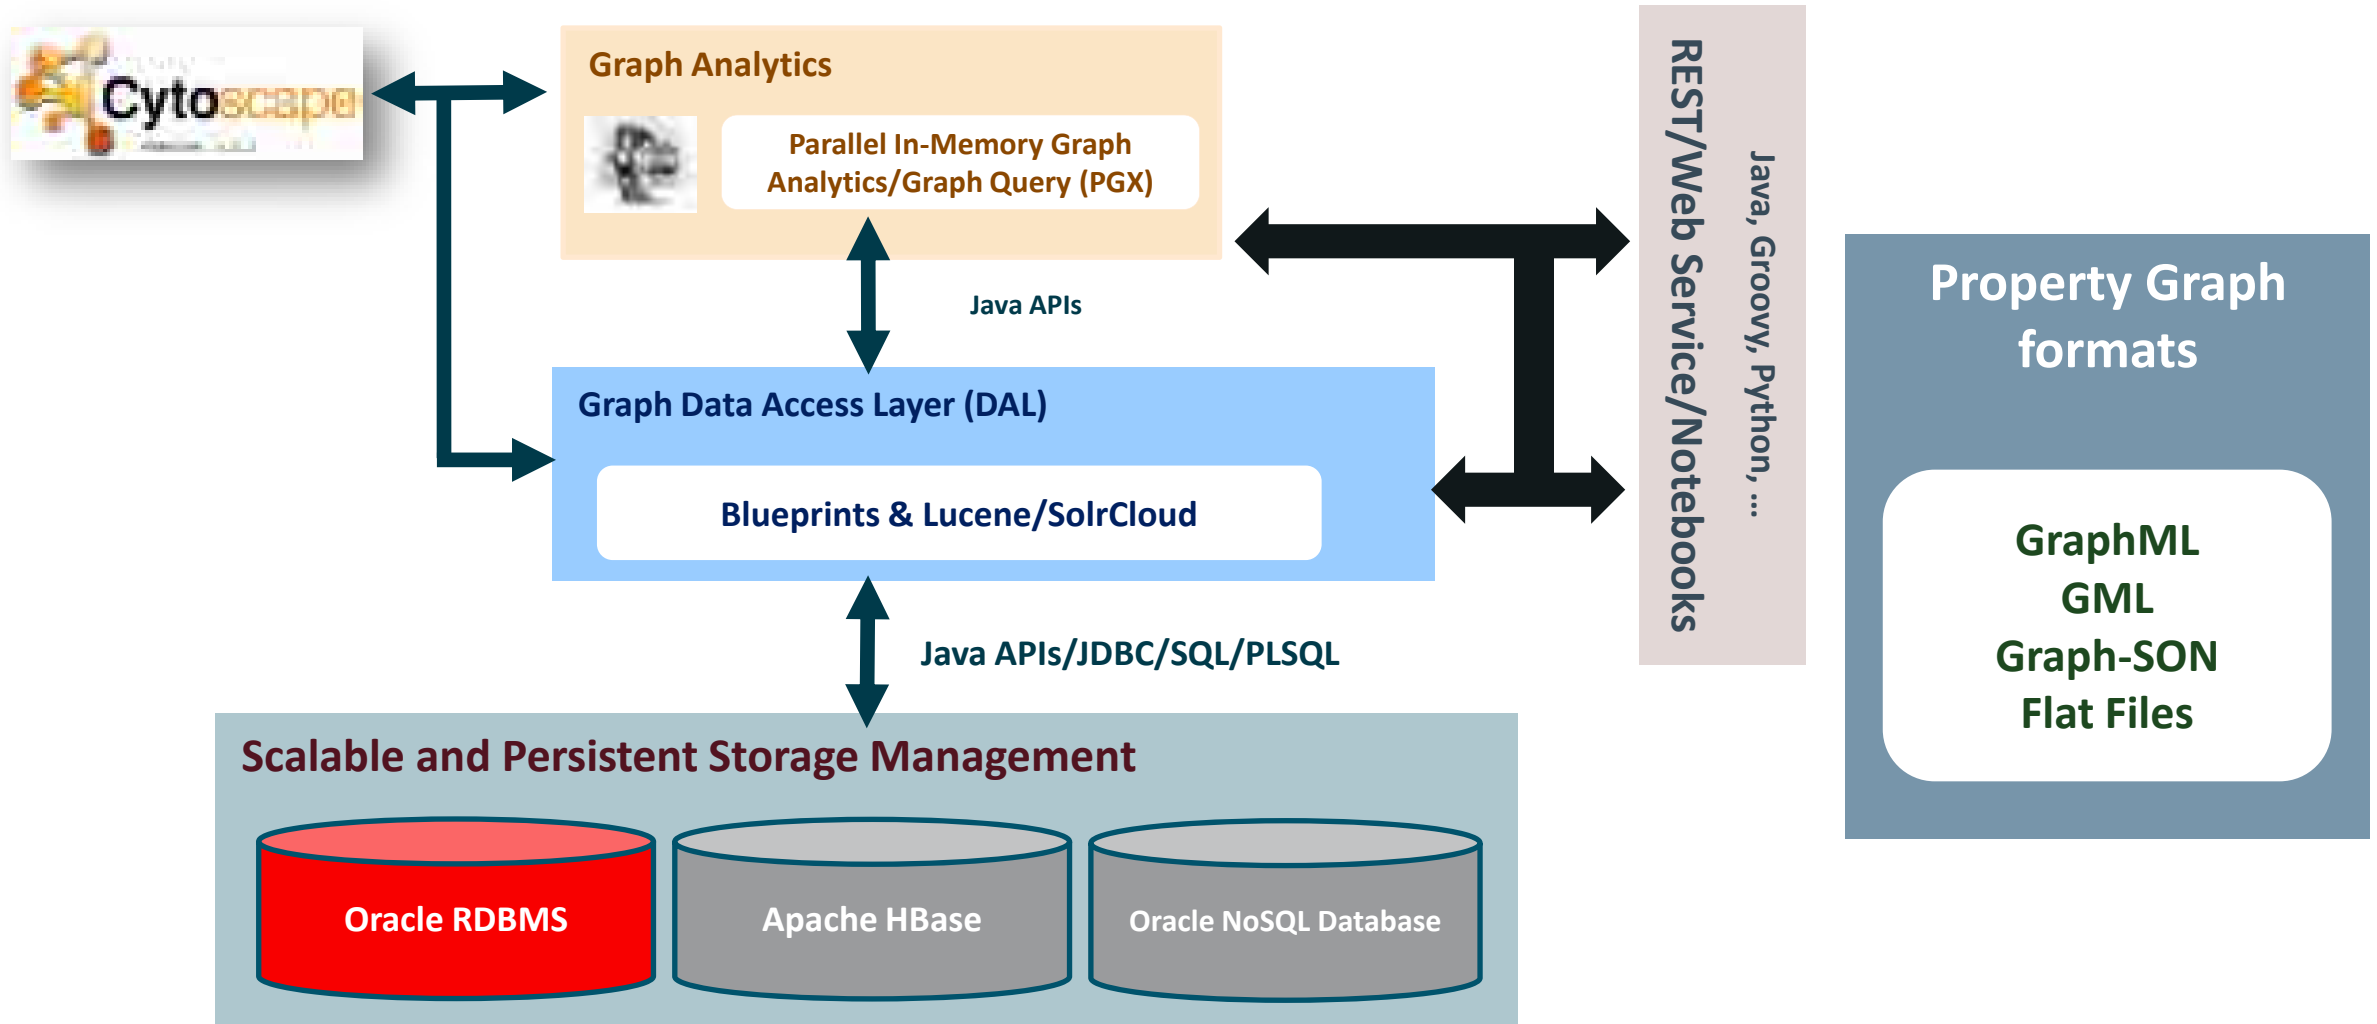 Cytoscape
Graph Analytics
Parallel In-Memory Graph
Analytics/Graph Query (PGX)
Java APIs
Graph Data Access Layer (DAL)
Blueprints & Lucene/SolrCloud
Java APIs/JDBC/SQL/PLSQL
Scalable and Persistent Storage Management
Oracle RDBMS
Apache HBase
Oracle NoSQL Database
REST/Web Service/Notebooks
Java, Groovy, Python, ...
Property Graph
formats
GraphML
GML
Graph-SON
Flat Files